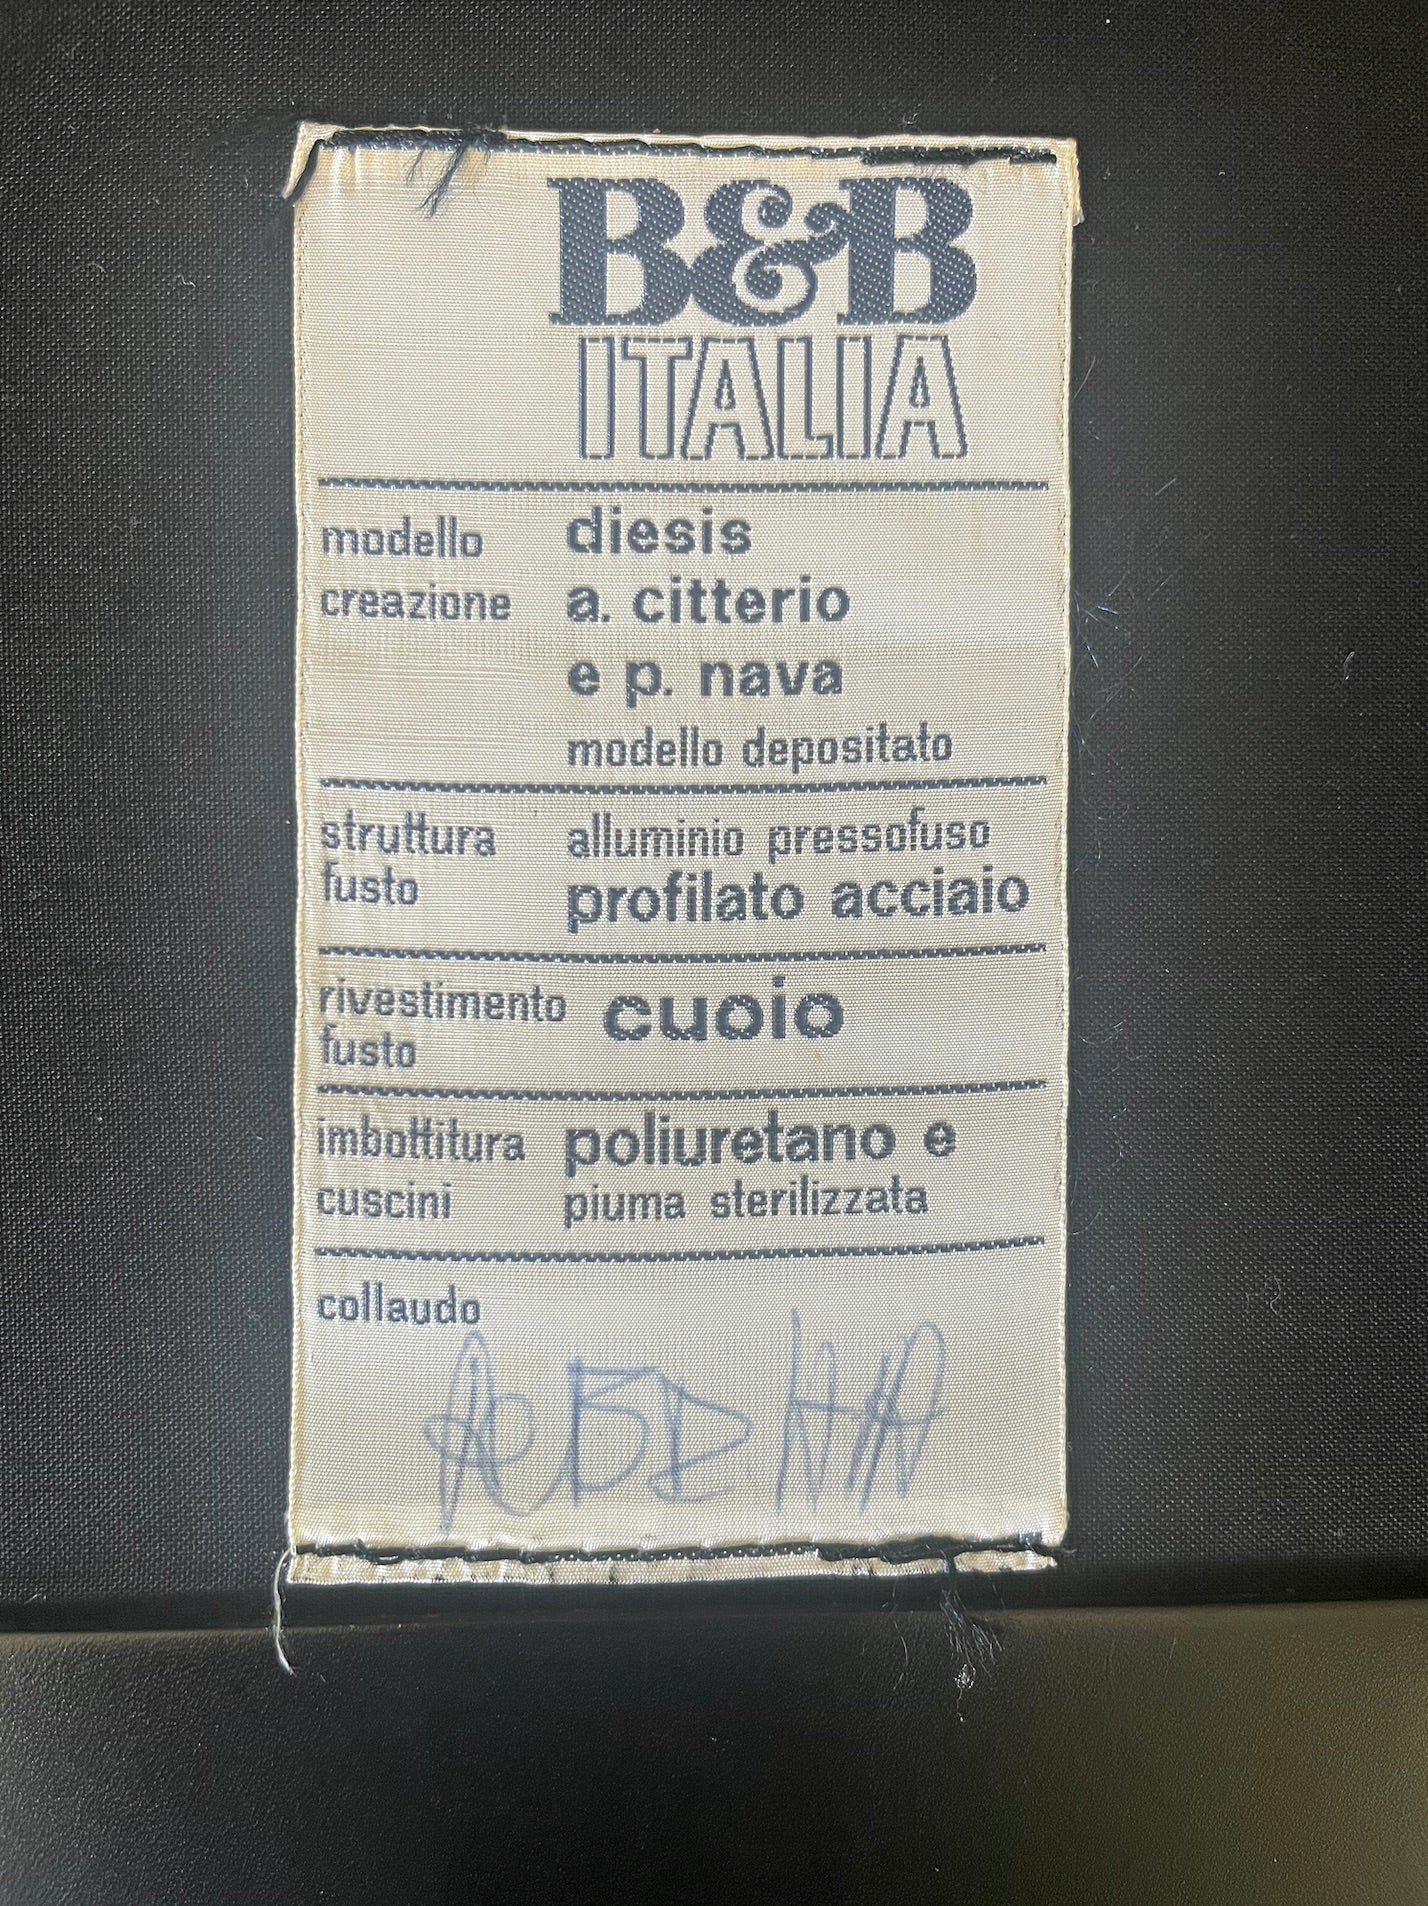 B&B
ITALIA
modello diesis
creazione a. citterio
e p. nava
modello depositato
struttura alluminio pressofuso
fusto profilato acciaio
rivestimento cuoio
fusto
imbottitura poliuretano e
cuscini piuma sterilizzata
collaudo